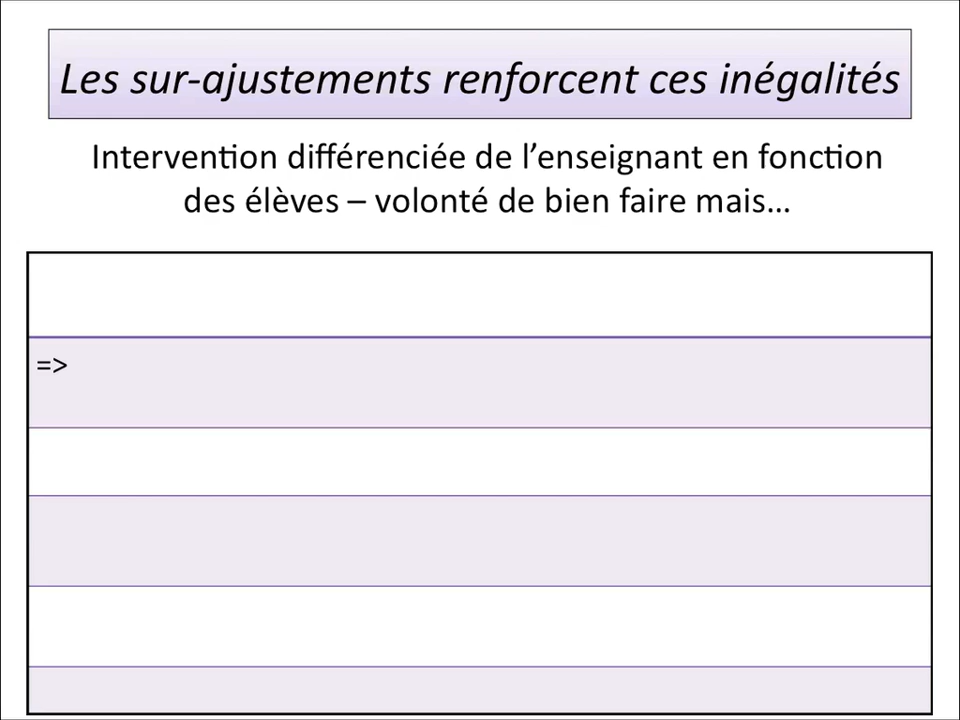 Les sur-ajustements renforcent ces inégalités
Intervention différenciée de l’enseignant en fonction
des élèves – volonté de bien faire mais…
=>